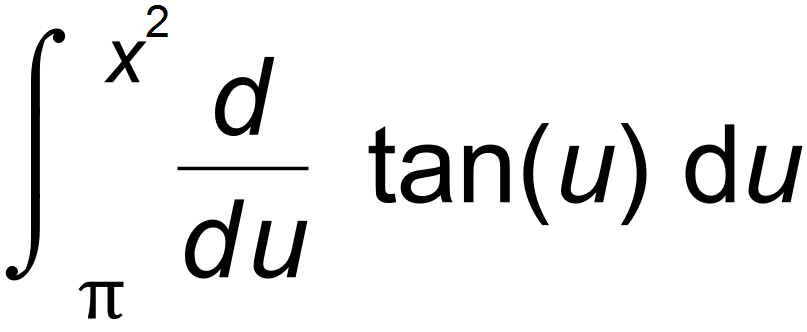 ∫_π^{x²} d/du tan(u) du